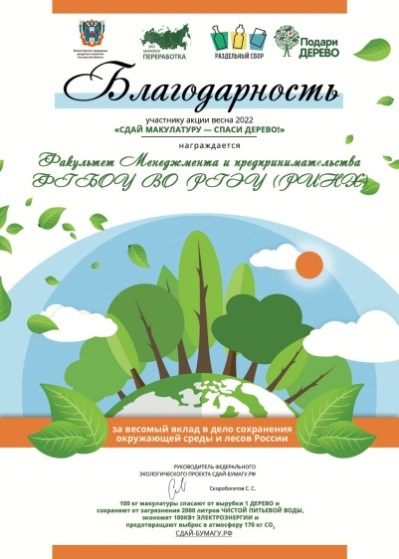 ПЕРЕРАБОТКА
РАЗДЕЛЬНЫЙ СБОР
Подари
ДЕРЕВО
Благодарность
участнику акции весна 2022
«СДАЙ МАКУЛАТУРУ — СПАСИ ДЕРЕВО!»
награждается
Факультет Менеджмента и предпринимательства
ФГБОУ ВО РГЭУ (РИНХ)
за весомый вклад в дело сохранения
окружающей среды и лесов России
РУКОВОДИТЕЛЬ ФЕДЕРАЛЬНОГО
ЭКОЛОГИЧЕСКОГО ПРОЕКТА СДАЙ-БУМАГУ.РФ
Скоробогатов С. С.
100 кг макулатуры спасают от вырубки 1 ДЕРЕВО и
сохраняют от загрязнения 2000 литров ЧИСТОЙ ПИТЬЕВОЙ ВОДЫ,
экономят 100КВт ЭЛЕКТРОЭНЕРГИИ и
предотвращают выброс в атмосферу 170 кг CO₂
СДАЙ-БУМАГУ.РФ